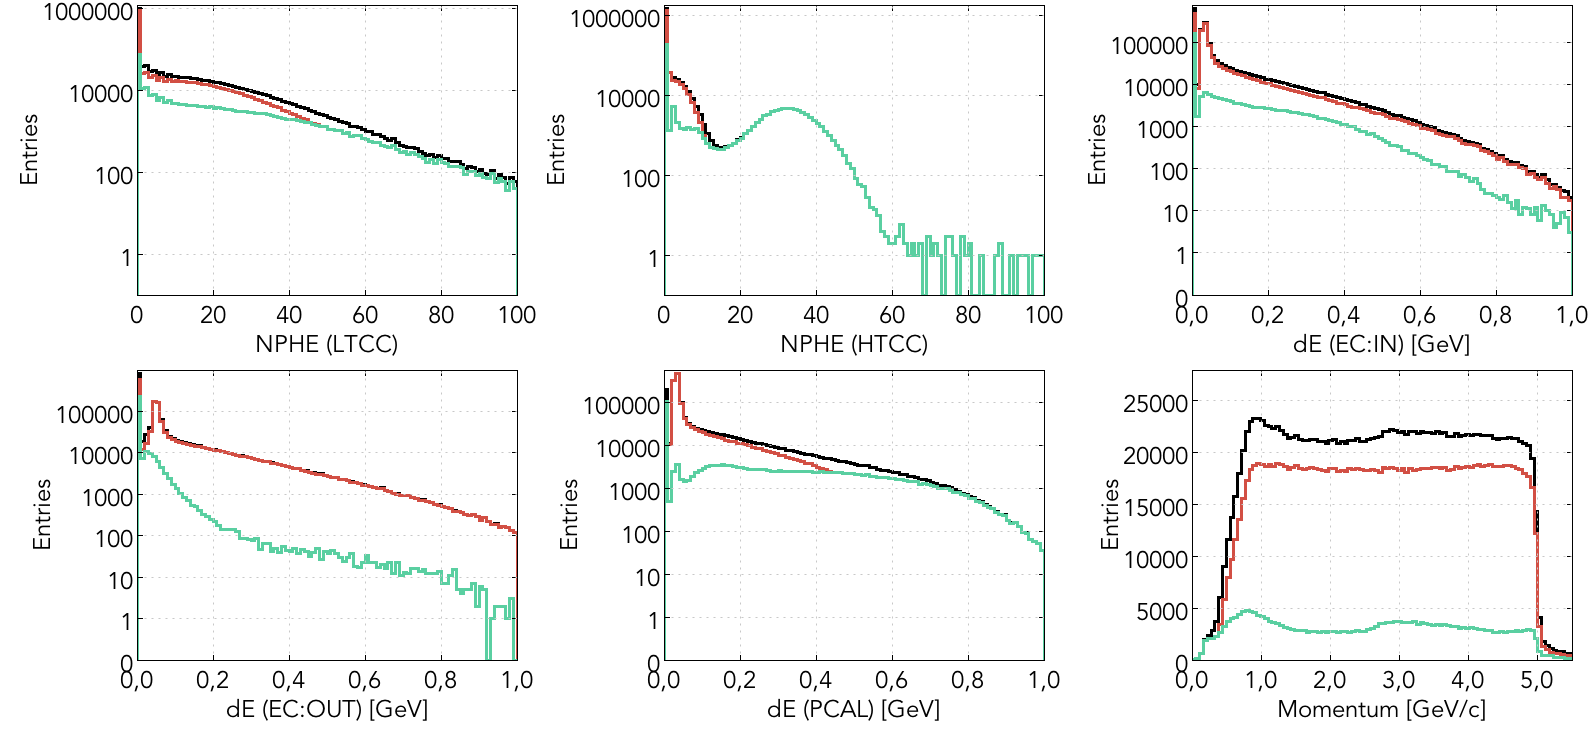 1000000
10000
100
1
Entries
0 20 40 60 80 100
NPHE (LTCC)
1000000
10000
100
1
Entries
0 20 40 60 80 100
NPHE (HTCC)
100000
10000
1000
100
10
1
0
Entries
0,0 0,2 0,4 0,6 0,8 1,0
dE (EC:IN) [GeV]
100000
10000
1000
100
10
1
0
Entries
0,0 0,2 0,4 0,6 0,8 1,0
dE (EC:OUT) [GeV]
100000
10000
1000
100
10
1
0
Entries
0,0 0,2 0,4 0,6 0,8 1,0
dE (PCAL) [GeV]
25000
20000
15000
10000
5000
0
Entries
0,0 1,0 2,0 3,0 4,0 5,0
Momentum [GeV/c]